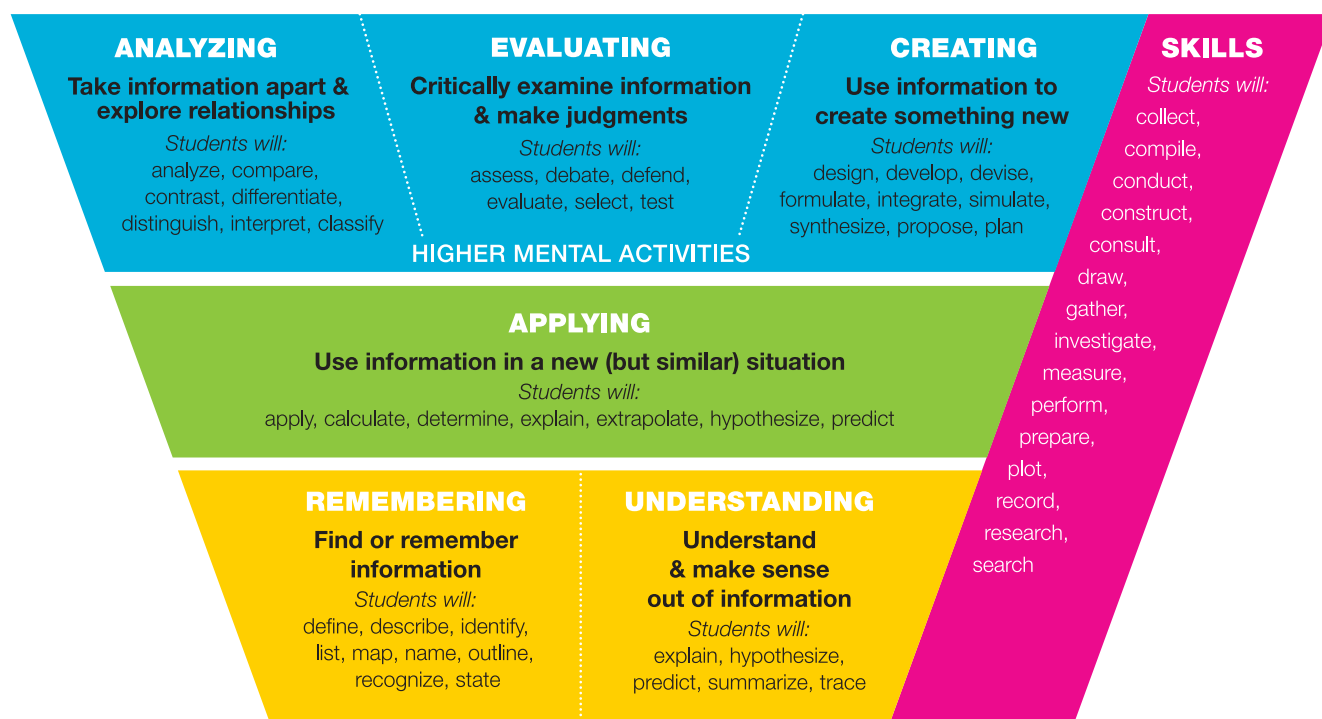 ANALYZING
Take information apart &
explore relationships
Students will:
analyze, compare,
contrast, differentiate,
distinguish, interpret, classify
EVALUATING
Critically examine information
& make judgments
Students will:
assess, debate, defend,
evaluate, select, test
CREATING
Use information to
create something new
Students will:
design, develop, devise,
formulate, integrate, simulate,
synthesize, propose, plan
HIGHER MENTAL ACTIVITIES
APPLYING
Use information in a new (but similar) situation
Students will:
apply, calculate, determine, explain, extrapolate, hypothesize, predict
REMEMBERING
Find or remember
information
Students will:
define, describe, identify,
list, map, name, outline,
recognize, state
UNDERSTANDING
Understand
& make sense
out of information
Students will:
explain, hypothesize,
predict, summarize, trace
SKILLS
Students will:
collect,
compile,
conduct,
construct,
consult,
draw,
gather,
investigate,
measure,
perform,
prepare,
plot,
record,
research,
search